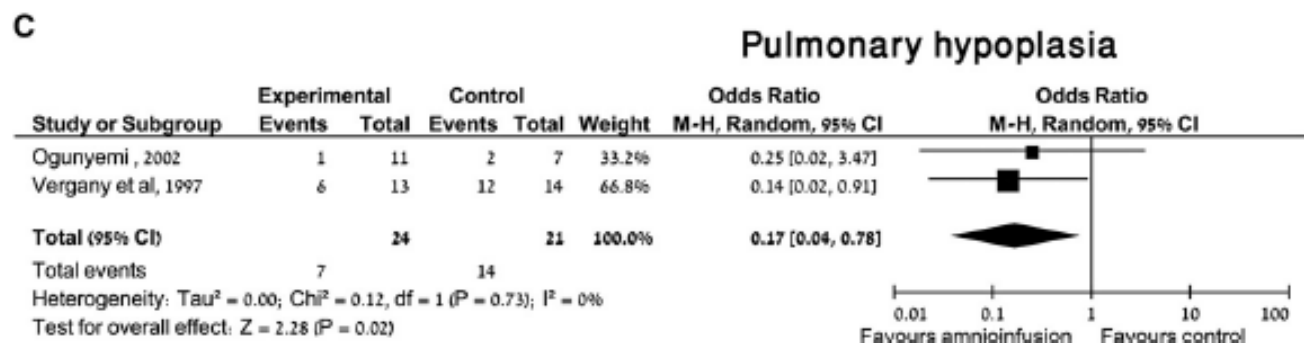 C
Pulmonary hypoplasia
Experimental Control Odds Ratio Odds Ratio
Study or Subgroup Events Total Events Total Weight M-H, Random, 95% CI M-H, Random, 95% CI
Ogunyemi , 2002 1 11 2 7 33.2% 0.25 [0.02, 3.47]
Vergany et al, 1997 6 13 12 14 66.8% 0.14 [0.02, 0.91]
Total (95% CI) 24 21 100.0% 0.17 [0.04, 0.78]
Total events 7 14
Heterogeneity: Tau² = 0.00; Chi² = 0.12, df = 1 (P = 0.73); I² = 0%
Test for overall effect: Z = 2.28 (P = 0.02)
0.01 0.1 1 10 100
Favours amnioinfusion Favours control